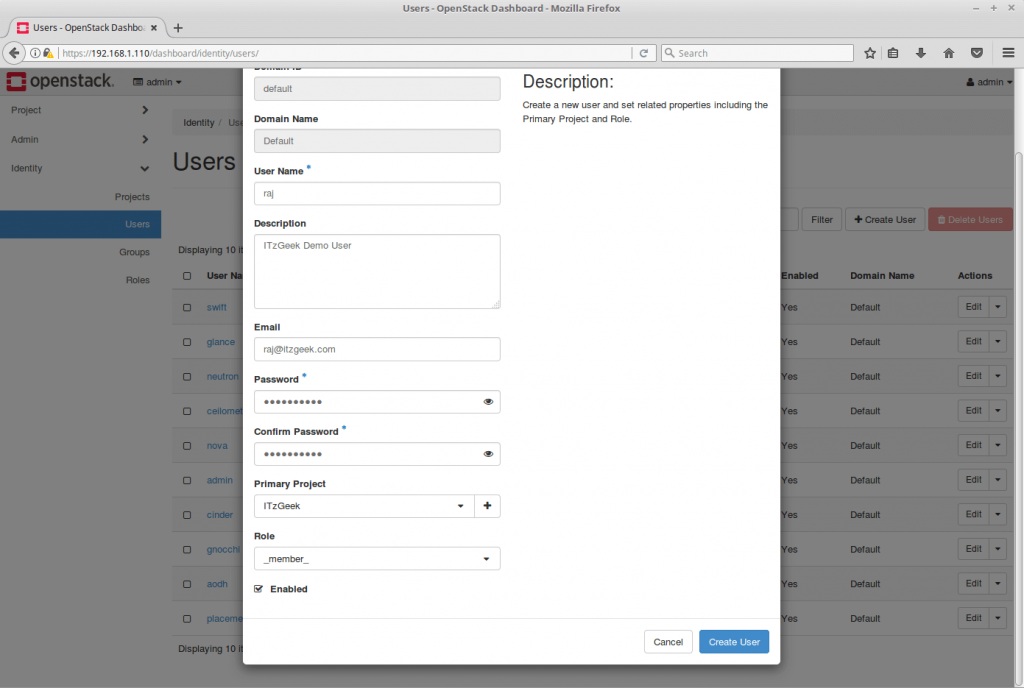 Users - OpenStack Dashboard - Mozilla Firefox
Users - OpenStack Dashbo
https://192.168.1.110/dashboard/identity/users/
Search
openstack.
admin
admin
Project
Admin
Identity
Projects
Users
Groups
Roles
Identity /
Users
Filter
Create User
Delete Users
Displaying 10
User Na
Enabled
Domain Name
Actions
swift
Yes
Default
Edit
glance
Yes
Default
Edit
neutron
Yes
Default
Edit
ceilomet
Yes
Default
Edit
nova
Yes
Default
Edit
admin
Yes
Default
Edit
cinder
Yes
Default
Edit
gnocchi
Yes
Default
Edit
aodh
Yes
Default
Edit
placeme
Yes
Default
Edit
Displaying 10
default
Domain Name
Default
User Name *
raj
Description
ITzGeek Demo User
Email
raj@itzgeek.com
Password *
Confirm Password *
Primary Project
ITzGeek
Role
_member_
Enabled
Description:
Create a new user and set related properties including the
Primary Project and Role.
Cancel
Create User